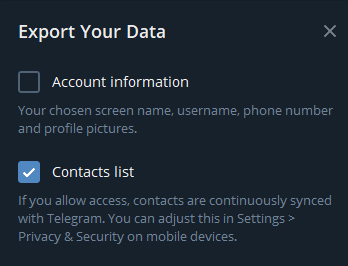 Export Your Data
Account information
Your chosen screen name, username, phone number
and profile pictures.
Contacts list
If you allow access, contacts are continuously synced
with Telegram. You can adjust this in Settings >
Privacy & Security on mobile devices.